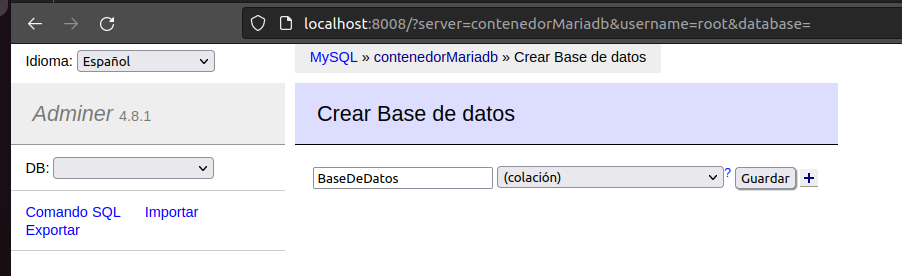 localhost:8008/?server=contenedorMariadb&username=root&database=
Idioma: Español
MySQL » contenedorMariadb » Crear Base de datos
Adminer 4.8.1
Crear Base de datos
DB:
BaseDeDatos (colación) ? Guardar +
Comando SQL Importar
Exportar